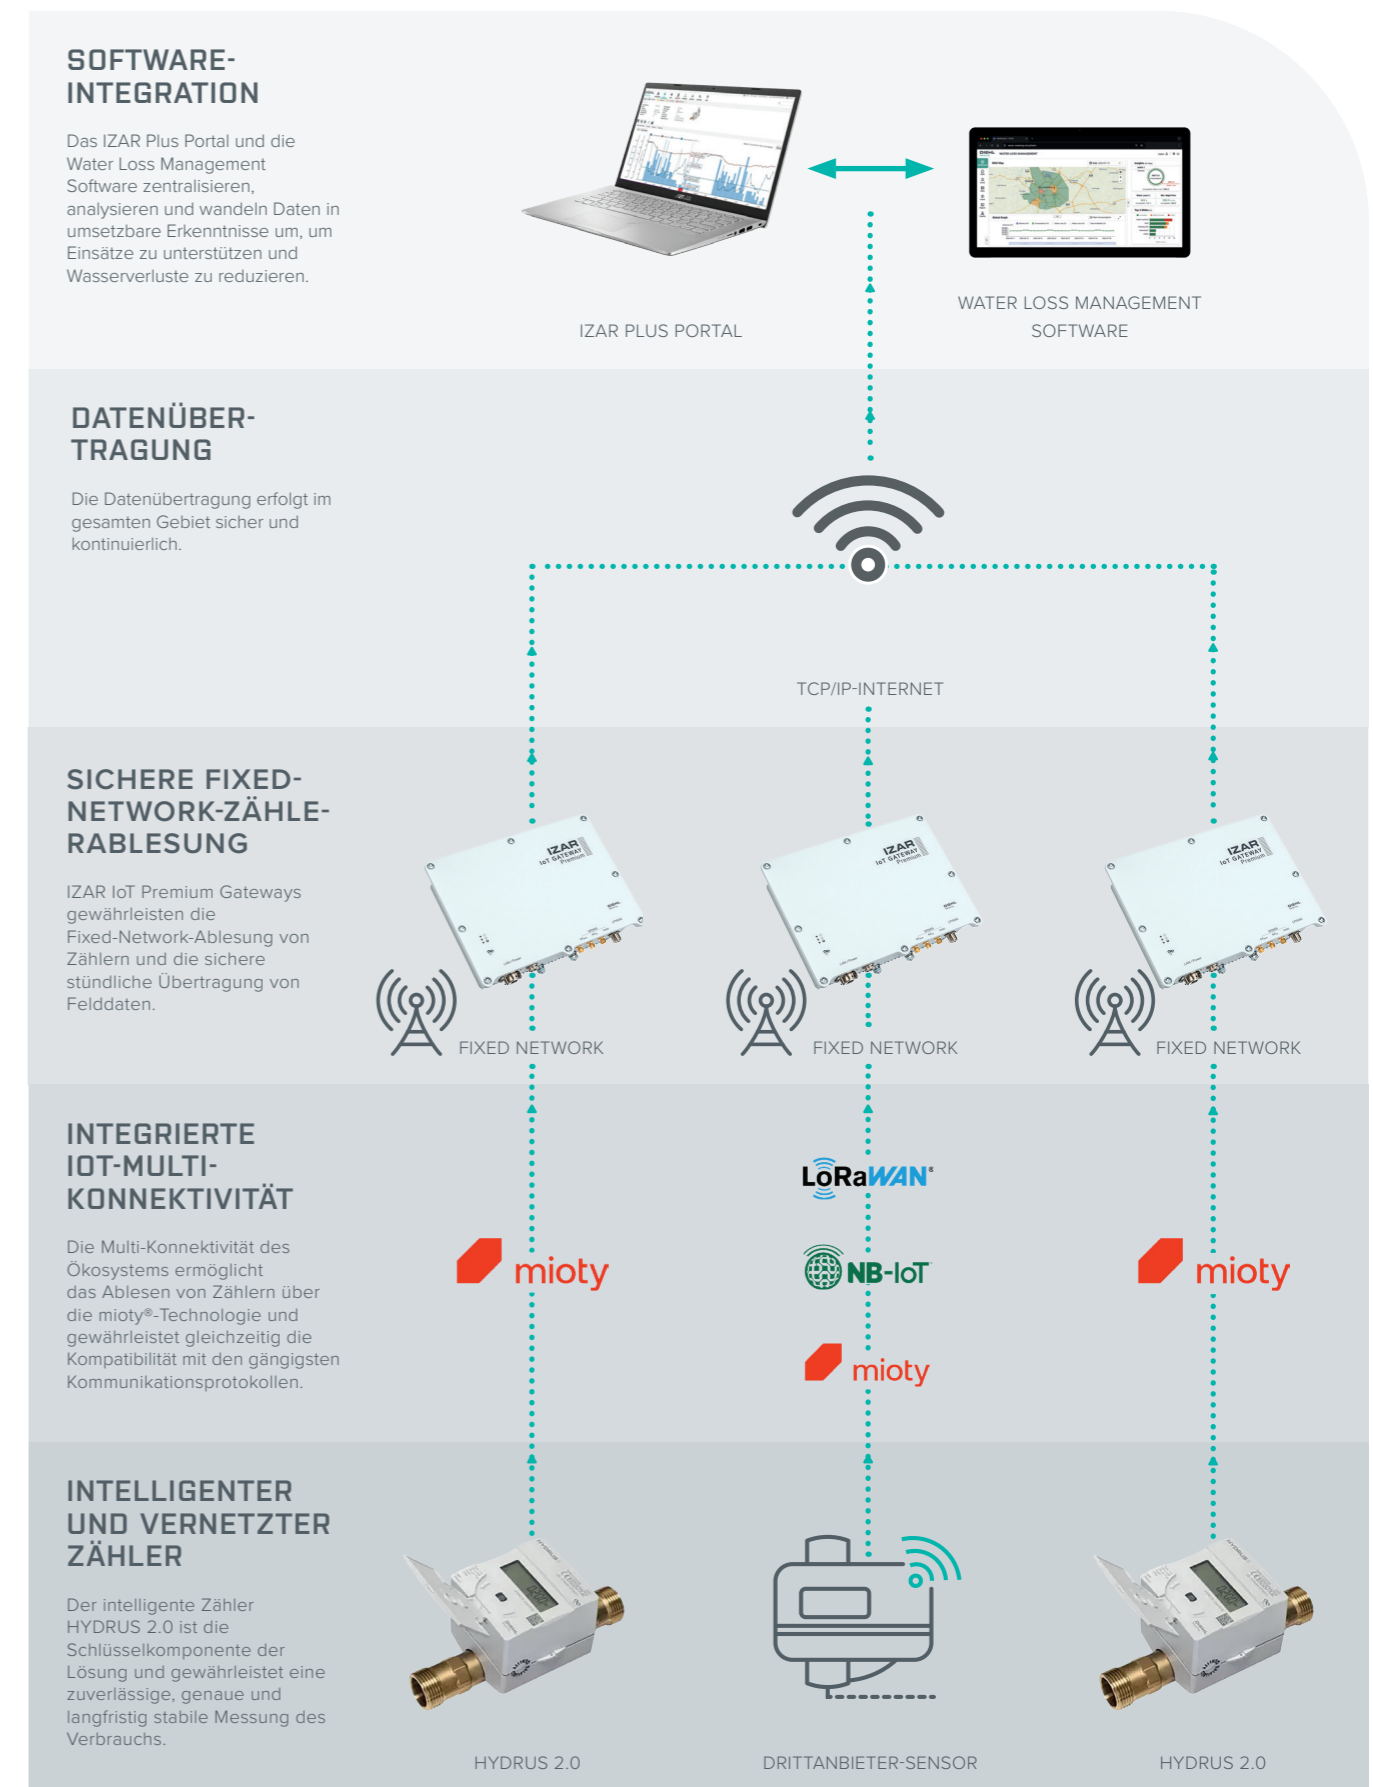 SOFTWARE-
INTEGRATION
Das IZAR Plus Portal und die
Water Loss Management
Software zentralisieren,
analysieren und wandeln Daten in
umsetzbare Erkenntnisse um, um
Einsätze zu unterstützen und
Wasserverluste zu reduzieren.
IZAR PLUS PORTAL
WATER LOSS MANAGEMENT
SOFTWARE
DATENÜBER-
TRAGUNG
Die Datenübertragung erfolgt im
gesamten Gebiet sicher und
kontinuierlich.
TCP/IP-INTERNET
SICHERE FIXED-
NETWORK-ZÄHLE-
RABLESUNG
IZAR IoT Premium Gateways
gewährleisten die
Fixed-Network-Ablesung von
Zählern und die sichere
stündliche Übertragung von
Felddaten.
IZAR
IoT GATEWAY
Premium
IZAR
IoT GATEWAY
Premium
IZAR
IoT GATEWAY
Premium
FIXED NETWORK
FIXED NETWORK
FIXED NETWORK
INTEGRIERTE
IOT-MULTI-
KONNEKTIVITÄT
Die Multi-Konnektivität des
Ökosystems ermöglicht
das Ablesen von Zählern über
die mioty®-Technologie und
gewährleistet gleichzeitig die
Kompatibilität mit den gängigsten
Kommunikationsprotokollen.
mioty
LoRaWAN®
NB-IoT
mioty
mioty
INTELLIGENTER
UND VERNETZTER
ZÄHLER
Der intelligente Zähler
HYDRUS 2.0 ist die
Schlüsselkomponente der
Lösung und gewährleistet eine
zuverlässige, genaue und
langfristig stabile Messung des
Verbrauchs.
HYDRUS
HYDRUS
HYDRUS 2.0
DRITTANBIETER-SENSOR
HYDRUS 2.0